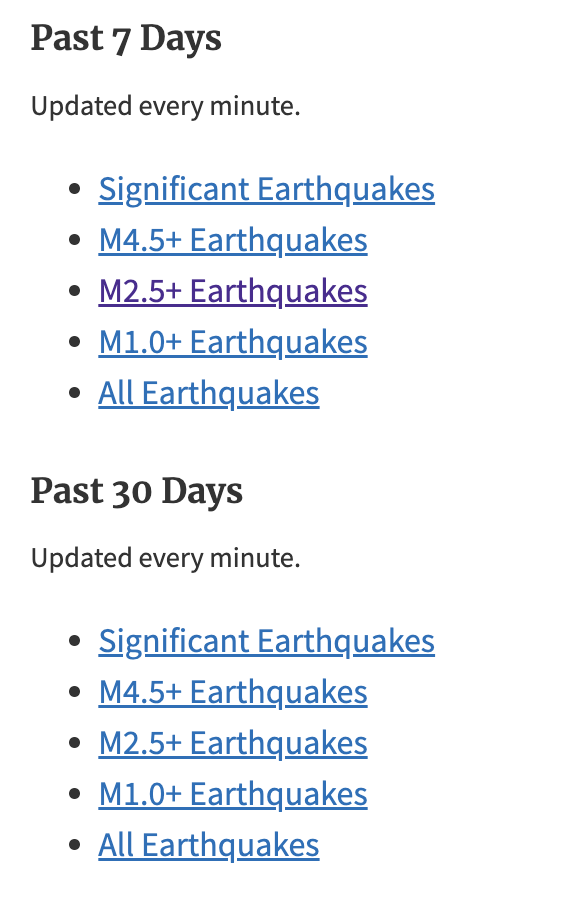 Past 7 Days
Updated every minute.
Significant Earthquakes
M4.5+ Earthquakes
M2.5+ Earthquakes
M1.0+ Earthquakes
All Earthquakes
Past 30 Days
Updated every minute.
Significant Earthquakes
M4.5+ Earthquakes
M2.5+ Earthquakes
M1.0+ Earthquakes
All Earthquakes